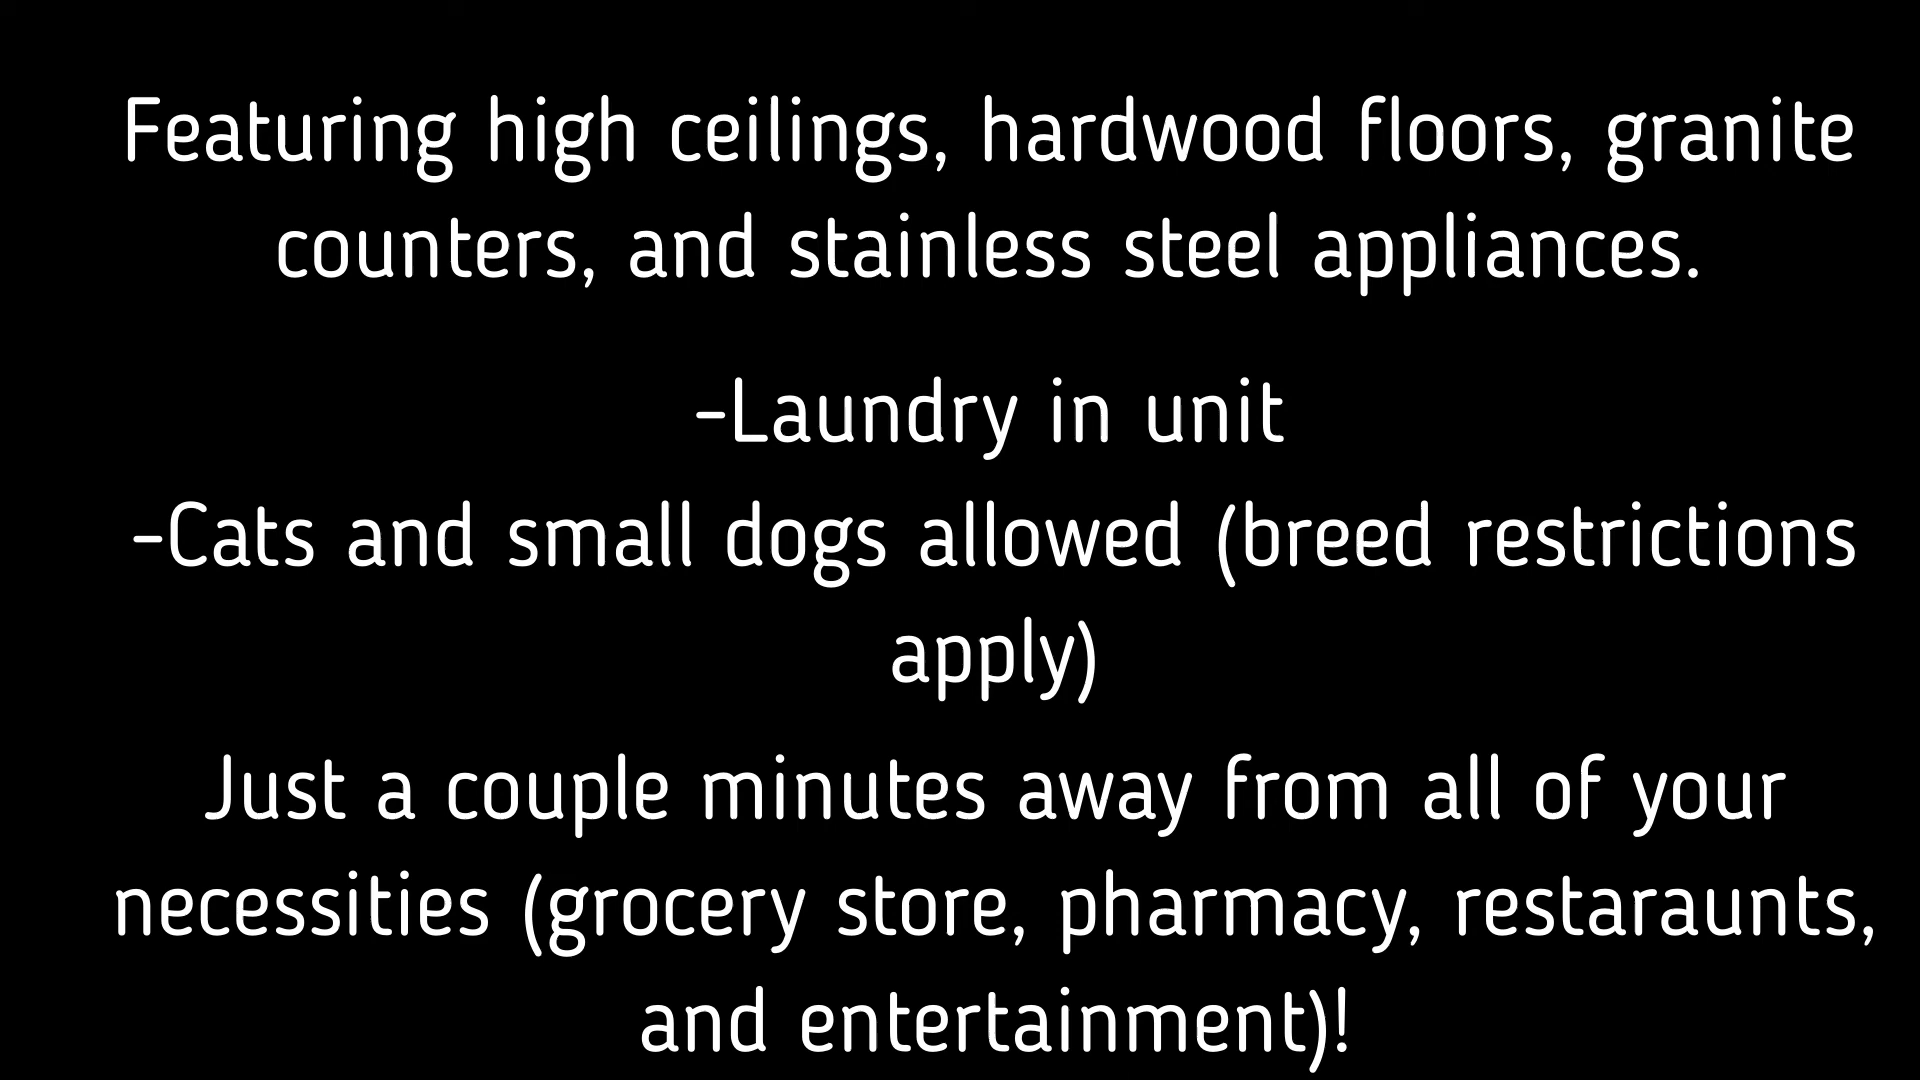 Featuring high ceilings, hardwood floors, granite
counters, and stainless steel appliances.
-Laundry in unit
-Cats and small dogs allowed (breed restrictions
apply)
Just a couple minutes away from all of your
necessities (grocery store, pharmacy, restaraunts,
and entertainment)!